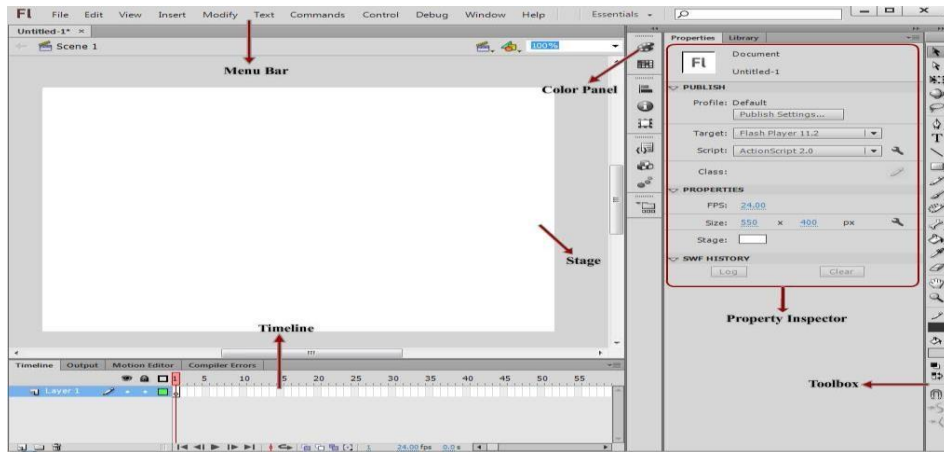 Fl File Edit View Insert Modify Text Commands Control Debug Window Help Essentials
Untitled-1* ×
Scene 1 100%
Menu Bar
Color Panel
Stage
Timeline
Properties Library
Fl Document
Untitled-1
PUBLISH
Profile: Default
Publish Settings...
Target: Flash Player 11.2
Script: ActionScript 2.0
Class:
PROPERTIES
FPS: 24.00
Size: 550 x 400 px
Stage:
SWF HISTORY
Log Clear
Property Inspector
Toolbox
Timeline Output Motion Editor Compiler Errors
1 5 10 15 20 25 30 35 40 45 50 55
Layer 1
1 24.00 fps 0.0 s